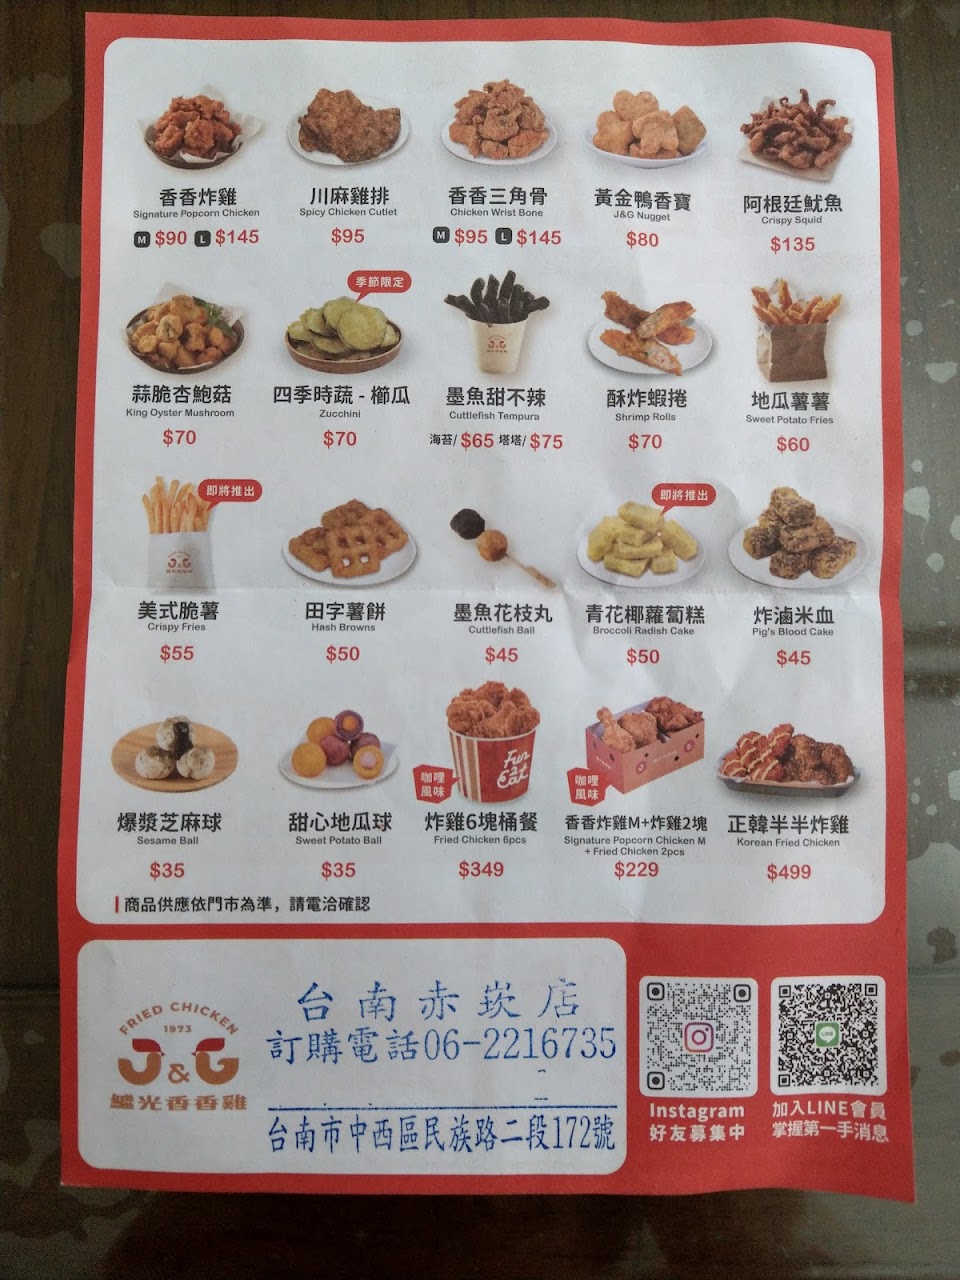 香香炸雞
Signature Popcorn Chicken
M $90 L $145
川麻雞排
Spicy Chicken Cutlet
$95
香香三角骨
Chicken Wrist Bone
M $95 L $145
黃金鴨香寶
J&G Nugget
$80
阿根廷魷魚
Crispy Squid
$135
蒜脆杏鮑菇
King Oyster Mushroom
$70
季節限定
四季時蔬 - 櫛瓜
Zucchini
$70
J&G
墨魚甜不辣
Cuttlefish Tempura
海苔/ $65 塔塔/ $75
酥炸蝦捲
Shrimp Rolls
$70
地瓜薯薯
Sweet Potato Fries
$60
即將推出
J&G
美式脆薯
Crispy Fries
$55
田字薯餅
Hash Browns
$50
墨魚花枝丸
Cuttlefish Ball
$45
即將推出
青花椰蘿蔔糕
Broccoli Radish Cake
$50
炸滷米血
Pig's Blood Cake
$45
爆漿芝麻球
Sesame Ball
$35
甜心地瓜球
Sweet Potato Ball
$35
Fun
2
Eat
咖哩
風味
炸雞6塊桶餐
Fried Chicken 6pcs
$349
咖哩
風味
香香炸雞M+炸雞2塊
Signature Popcorn Chicken M
+ Fried Chicken 2pcs
$229
正韓半半炸雞
Korean Fried Chicken
$499
商品供應依門市為準，請電洽確認
FRIED CHICKEN
1973
J&G
繼光香香雞
台南赤崁店
訂購電話06-2216735
台南市中西區民族路二段172號
Instagram
好友募集中
LINE
加入LINE會員
掌握第一手消息